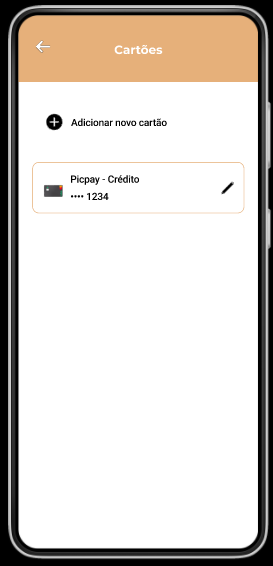 Cartões
Adicionar novo cartão
Picpay - Crédito
•••• 1234